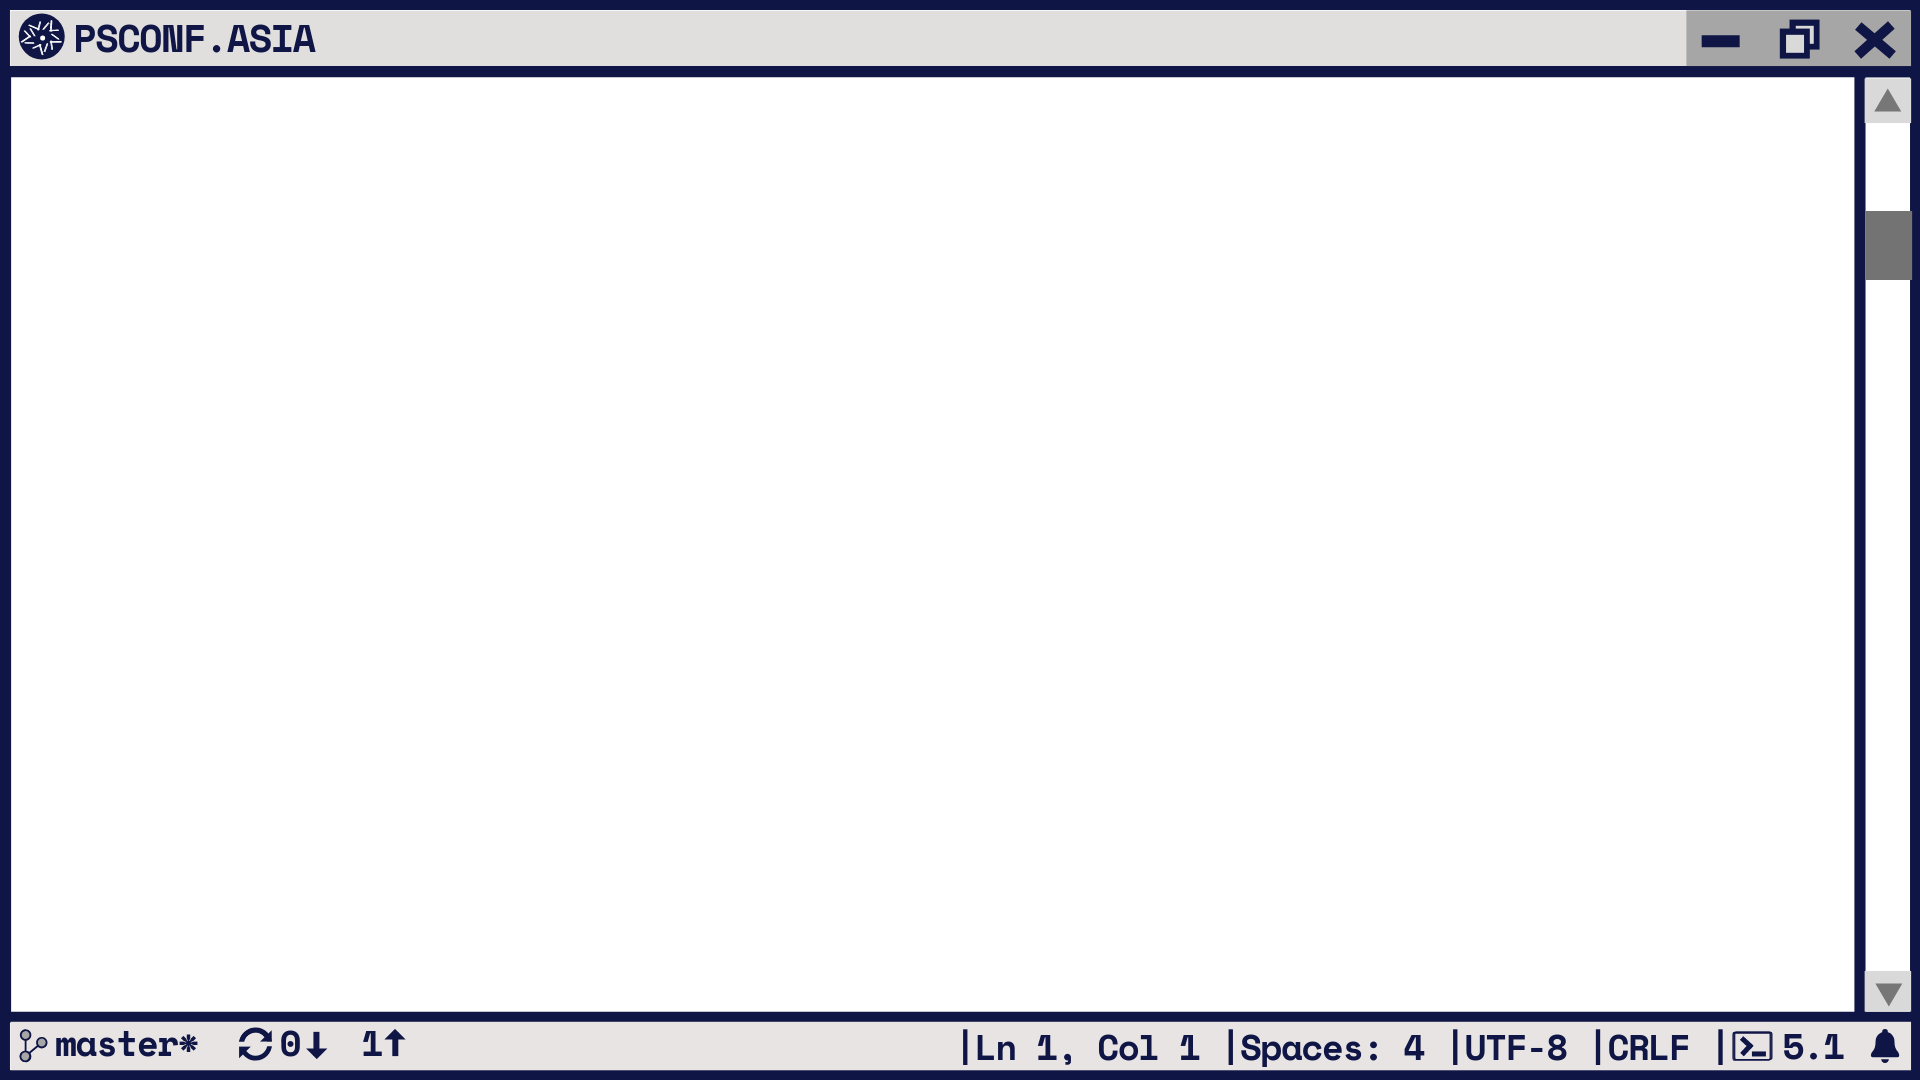 PSCONF.ASIA
master* 0↓ 1↑ |Ln 1, Col 1 |Spaces: 4 |UTF-8 |CRLF | 5.1